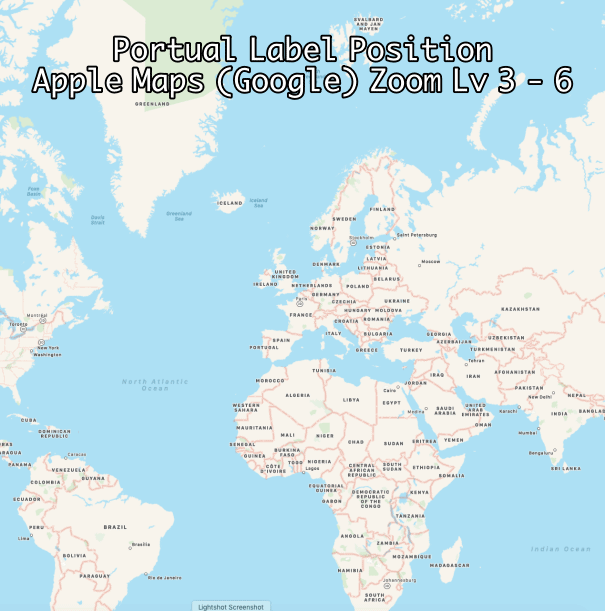 Portual Label Position
Apple Maps (Google) Zoom Lv 3 - 6
SVALBARD
AND JAN
MAYEN
GREENLAND
ICELAND
Iceland
Sea
Greenland
Sea
Davis
Strait
Foxe
Basin
FINLAND
SWEDEN
NORWAY
Stockholm
Saint Petersburg
ESTONIA
LATVIA
Moscow
LITHUANIA
DENMARK
UNITED
KINGDOM
IRELAND
NETHERLANDS
BELARUS
POLAND
GERMANY
Paris
CZECHIA
UKRAINE
FRANCE
HUNGARY
MOLDOVA
ROMANIA
CROATIA
ITALY
BULGARIA
SPAIN
PORTUGAL
GREECE
TURKEY
GEORGIA
AZERBAIJAN
KAZAKHSTAN
UZBEKISTAN
TURKMENISTAN
Tehran
AFGHANISTAN
IRAQ
IRAN
JORDAN
Cairo
PAKISTAN
New Delhi
NEPAL
Montréal
Toronto
New York
Washington
North Atlantic
Ocean
TUNISIA
MOROCCO
ALGERIA
LIBYA
EGYPT
WESTERN
SAHARA
Medina
SAUDI
ARABIA
UNITED
ARAB
EMIRATES
Karachi
INDIA
BANGLAD
OMAN
Mumbai
CUBA
DOMINICAN
REPUBLIC
MAURITANIA
MALI
NIGER
CHAD
SUDAN
ERITREA
YEMEN
SENEGAL
BURKINA
FASO
GUINEA
CÔTE
D'IVOIRE
TOGO
NIGERIA
Lagos
CENTRAL
AFRICAN
REPUBLIC
SOUTH
SUDAN
ETHIOPIA
SOMALIA
Bengaluru
SRI LANKA
RAS
RAGUA
PANAMA
Caracas
VENEZUELA
GUYANA
COLOMBIA
ECUADOR
EQUATORIAL
GUINEA
GABON
DEMOCRATIC
REPUBLIC
OF THE
CONGO
KENYA
TANZANIA
PERU
Lima
BRAZIL
Brasília
BOLIVIA
PARAGUAY
Rio de Janeiro
ANGOLA
ZAMBIA
MOZAMBIQUE
NAMIBIA
MADAGASCAR
Johannesburg
SOUTH
AFRICA
Indian Ocean
Lightshot Screenshot